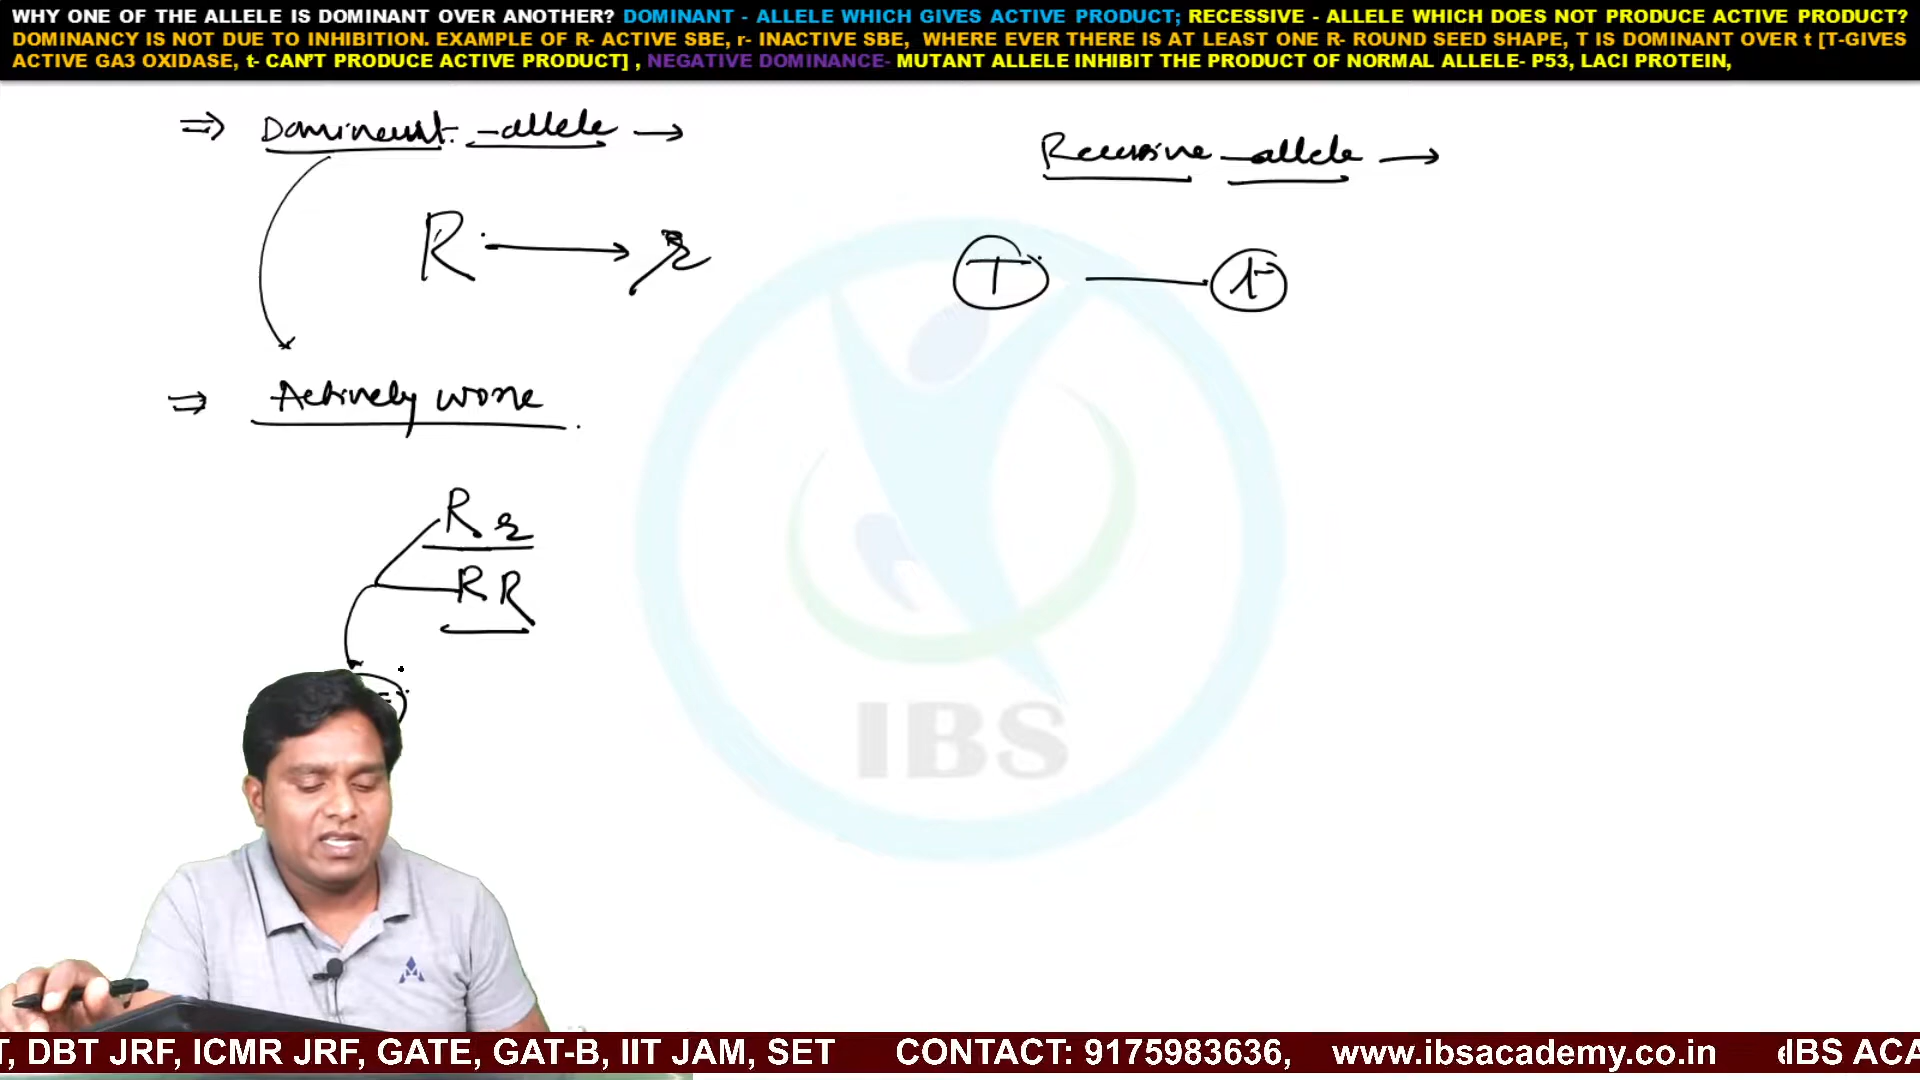 WHY ONE OF THE ALLELE IS DOMINANT OVER ANOTHER? DOMINANT - ALLELE WHICH GIVES ACTIVE PRODUCT; RECESSIVE - ALLELE WHICH DOES NOT PRODUCE ACTIVE PRODUCT?
DOMINANCY IS NOT DUE TO INHIBITION. EXAMPLE OF R- ACTIVE SBE, r- INACTIVE SBE, WHERE EVER THERE IS AT LEAST ONE R- ROUND SEED SHAPE, T IS DOMINANT OVER t [T-GIVES
ACTIVE GA3 OXIDASE, t- CAN'T PRODUCE ACTIVE PRODUCT] , NEGATIVE DOMINANCE- MUTANT ALLELE INHIBIT THE PRODUCT OF NORMAL ALLELE- P53, LACI PROTEIN,
⇒ Dominant - allele →
Recessive - allele →
R → r
T — t
⇒ Actively work
R r
R R
IBS
T, DBT JRF, ICMR JRF, GATE, GAT-B, IIT JAM, SET CONTACT: 9175983636, www.ibsacademy.co.in IBS ACA